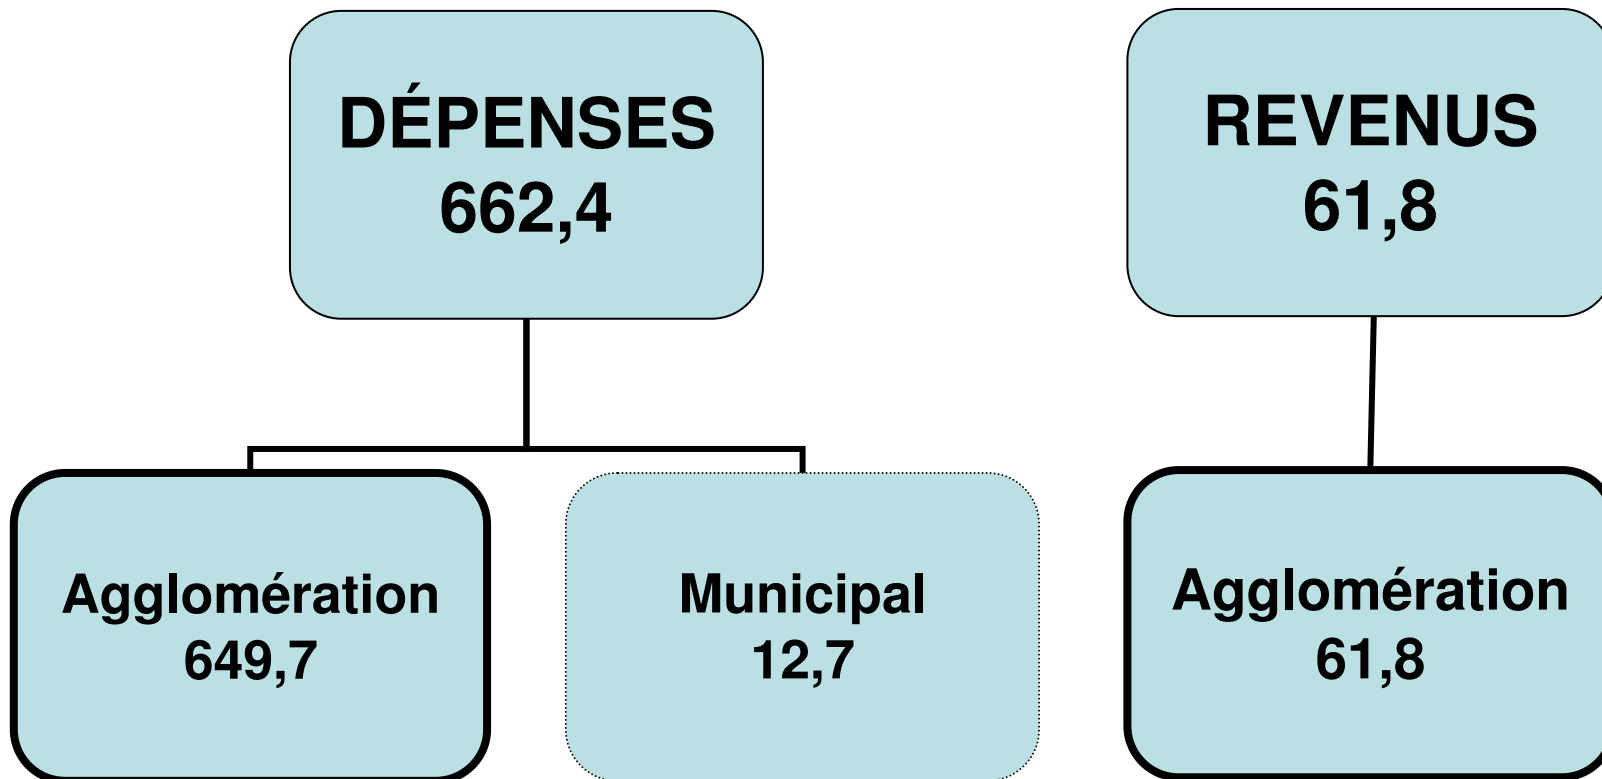 DÉPENSES
662,4
REVENUS
61,8
Agglomération
649,7
Municipal
12,7
Agglomération
61,8